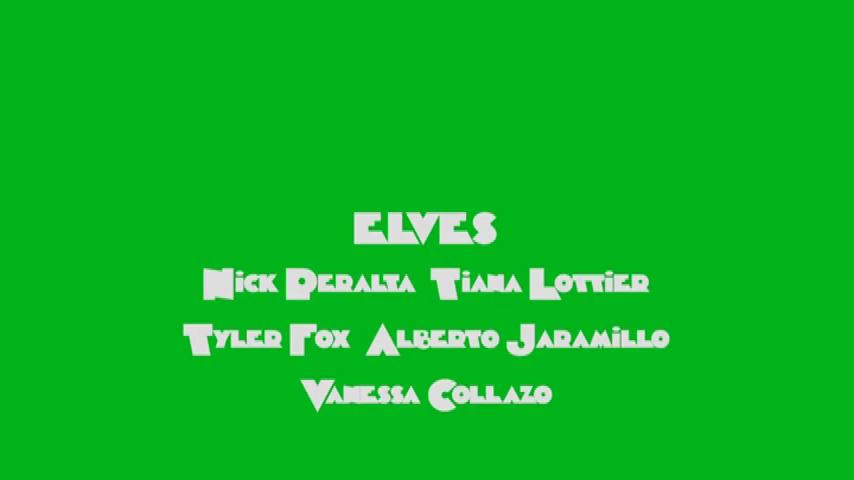 ELVES
Nick Peralta Tiana Lottier
Tyler Fox Alberto Jaramillo
Vanessa Collazo